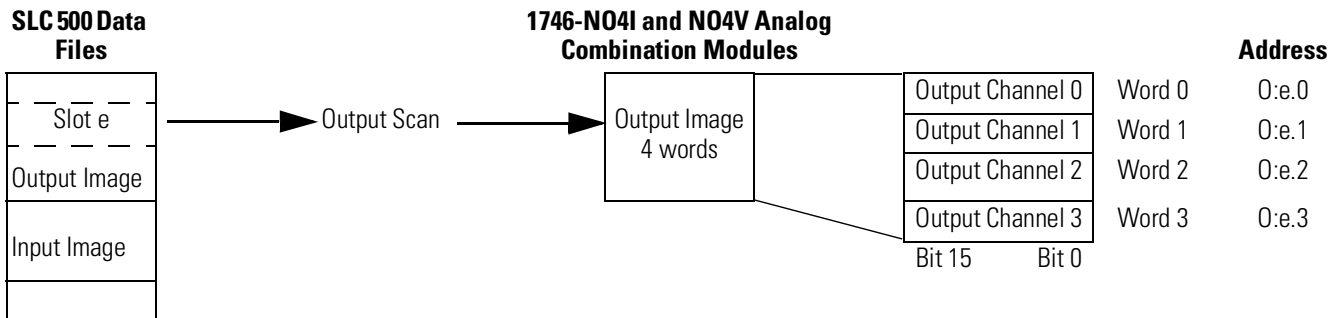 SLC 500 Data
Files
1746-NO4I and NO4V Analog
Combination Modules
Address
Slot e
Output Image
Input Image
Output Scan
Output Image
4 words
Output Channel 0 Word 0 O:e.0
Output Channel 1 Word 1 O:e.1
Output Channel 2 Word 2 O:e.2
Output Channel 3 Word 3 O:e.3
Bit 15 Bit 0